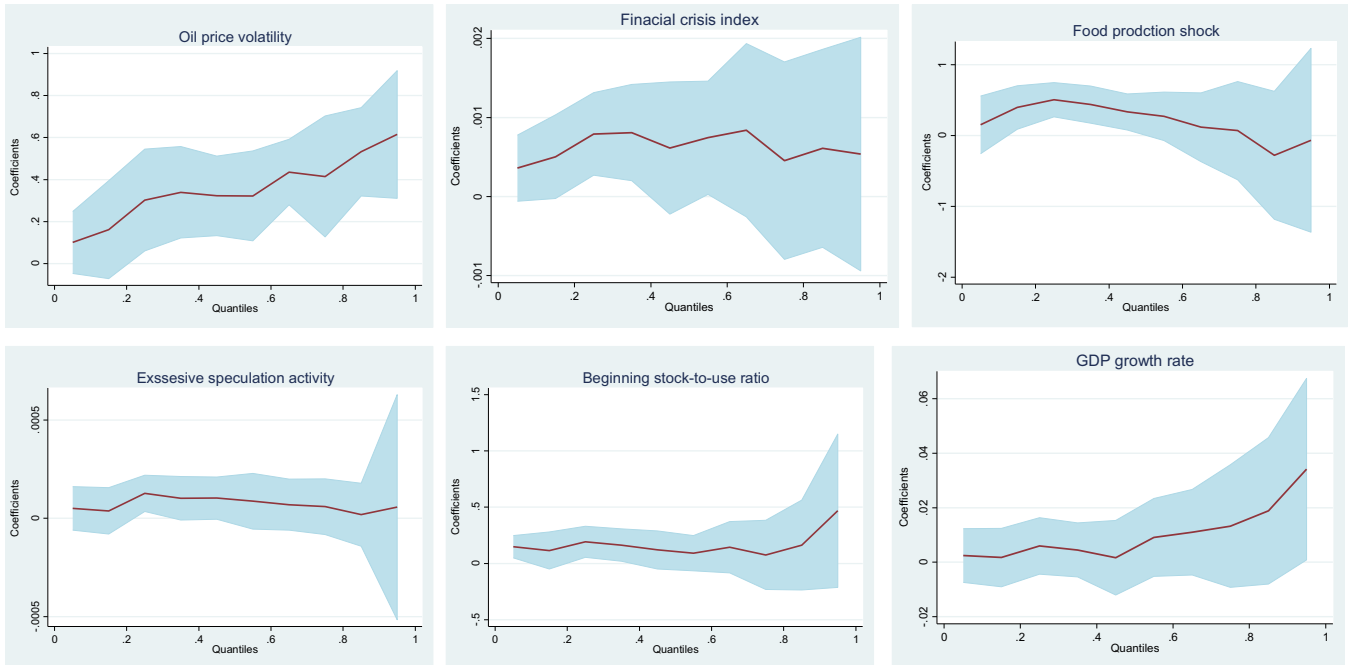 Oil price volatility
Coefficients
1
.8
.6
.4
.2
0
0 .2 .4 .6 .8 1
Quantiles
Finacial crisis index
Coefficients
.002
.001
0
-.001
0 .2 .4 .6 .8 1
Quantiles
Food prodction shock
Coefficients
1
0
-1
-2
0 .2 .4 .6 .8 1
Quantiles
Exssesive speculation activity
Coefficients
.0005
0
-.0005
0 .2 .4 .6 .8 1
Quantiles
Beginning stock-to-use ratio
Coefficients
1.5
1
.5
0
-.5
0 .2 .4 .6 .8 1
Quantiles
GDP growth rate
Coefficients
.06
.04
.02
0
-.02
0 .2 .4 .6 .8 1
Quantiles